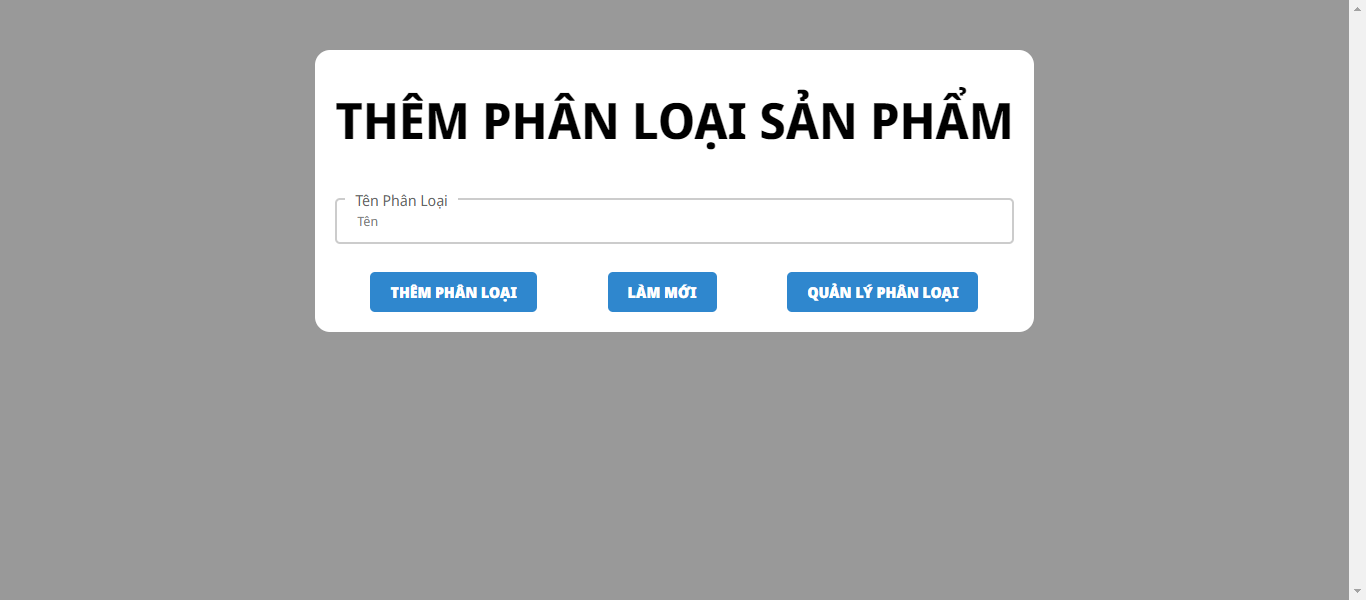 THÊM PHÂN LOẠI SẢN PHẨM
Tên Phân Loại
Tên
THÊM PHÂN LOẠI
LÀM MỚI
QUẢN LÝ PHÂN LOẠI